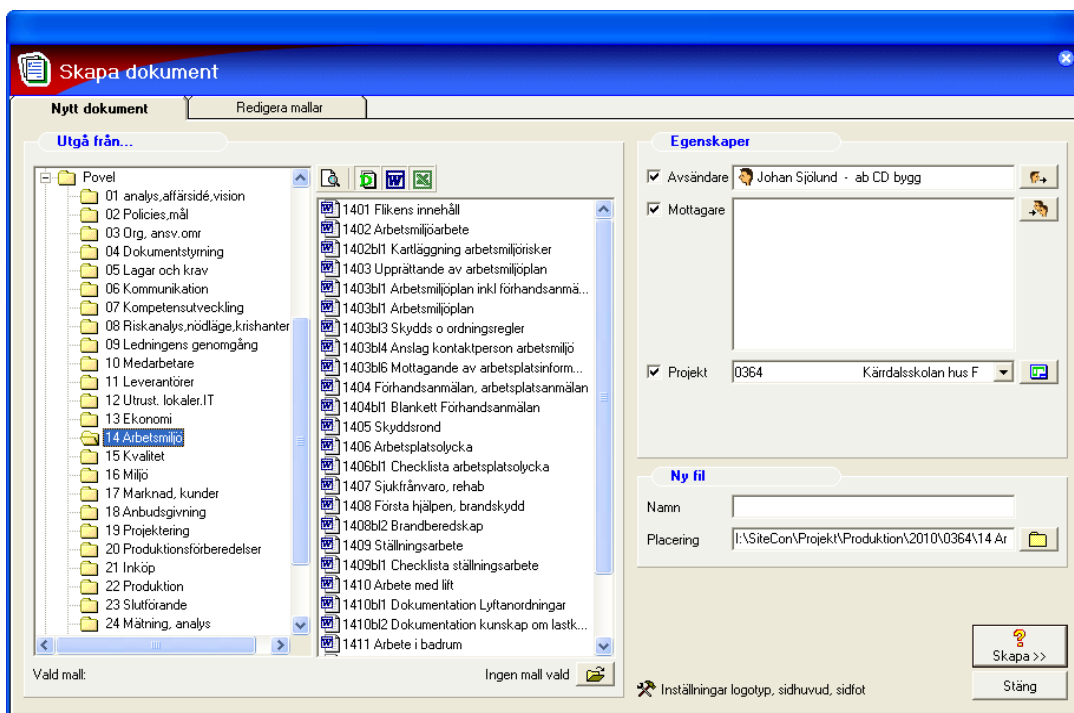 Skapa dokument
Nytt dokument
Redigera mallar
Utgå från...
Povel
01 analys,affärsidé,vision
02 Policies,mål
03 Org, ansv.omr
04 Dokumentstyrning
05 Lagar och krav
06 Kommunikation
07 Kompetensutveckling
08 Riskanalys,nödläge,krishanter
09 Ledningens genomgång
10 Medarbetare
11 Leverantörer
12 Utrust. lokaler.IT
13 Ekonomi
14 Arbetsmiljö
15 Kvalitet
16 Miljö
17 Marknad, kunder
18 Anbudsgivning
19 Projektering
20 Produktionsförberedelser
21 Inköp
22 Produktion
23 Slutförande
24 Mätning, analys
1401 Flikens innehåll
1402 Arbetsmiljöarbete
1402bl1 Kartläggning arbetsmiljörisker
1403 Upprättande av arbetsmiljöplan
1403bl1 Arbetsmiljöplan inkl förhandsanmä...
1403bl1 Arbetsmiljöplan
1403bl3 Skydds o ordningsregler
1403bl4 Anslag kontaktperson arbetsmiljö
1403bl6 Mottagande av arbetsplatsinform...
1404 Förhandsanmälan, arbetsplatsanmälan
1404bl1 Blankett Förhandsanmälan
1405 Skyddsrond
1406 Arbetsplatsolycka
1406bl1 Checklista arbetsplatsolycka
1407 Sjukfrånvaro, rehab
1408 Första hjälpen, brandskydd
1408bl2 Brandberedskap
1409 Ställningsarbete
1409bl1 Checklista ställningsarbete
1410 Arbete med lift
1410bl1 Dokumentation Lyftanordningar
1410bl2 Dokumentation kunskap om lastk...
1411 Arbete i badrum
Vald mall:
Ingen mall vald
Egenskaper
Avsändare Johan Sjölund - ab CD bygg
Mottagare
Projekt 0364 Kärrdalsskolan hus F
Ny fil
Namn
Placering I:\SiteCon\Projekt\Produktion\2010\0364\14 Ar
Inställningar logotyp, sidhuvud, sidfot
Skapa >>
Stäng